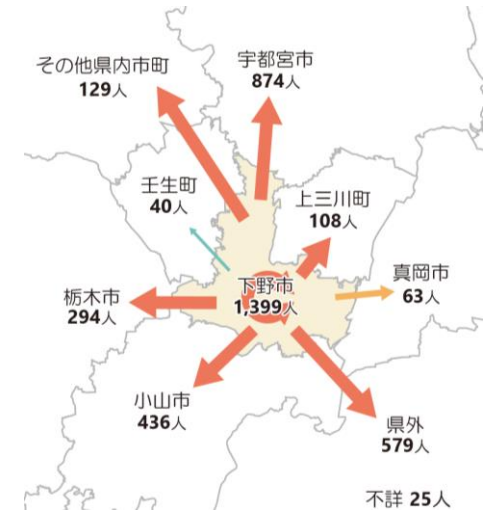 その他県内市町
129人
宇都宮市
874人
壬生町
40人
上三川町
108人
下野市
1,399人
真岡市
63人
栃木市
294人
小山市
436人
県外
579人
不詳 25人